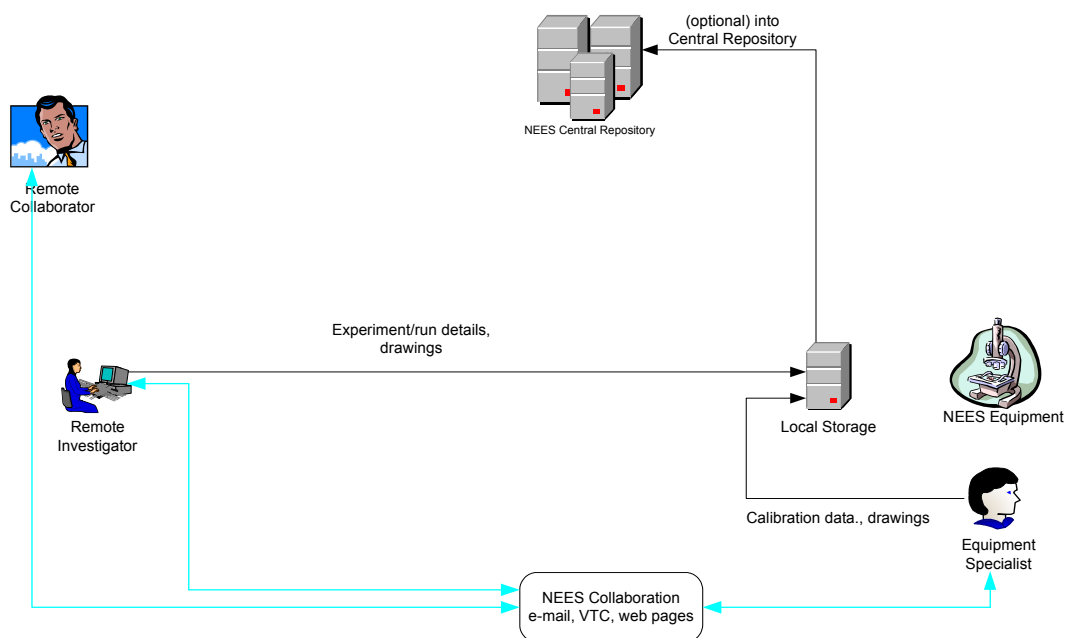 (optional) into
Central Repository
NEES Central Repository
Remote
Collaborator
Experiment/run details,
drawings
Remote
Investigator
Local Storage
NEES Equipment
Calibration data., drawings
Equipment
Specialist
NEES Collaboration
e-mail, VTC, web pages